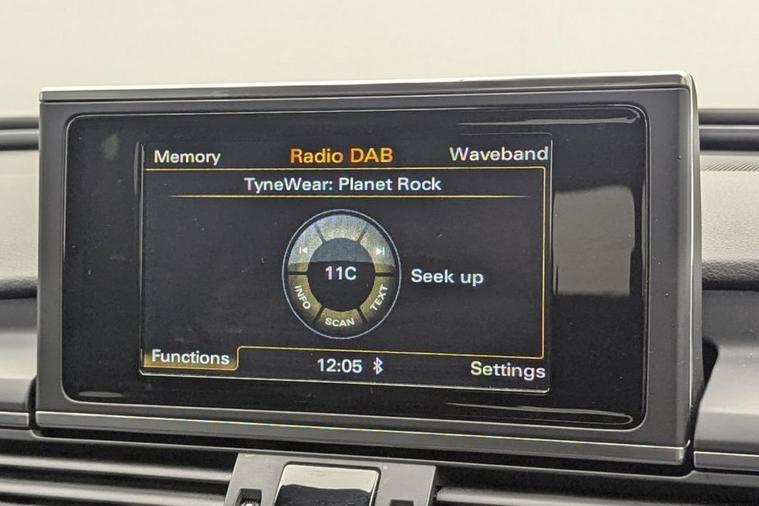 Memory Radio DAB Waveband
TyneWear: Planet Rock
11C Seek up
INFO SCAN TEXT
Functions 12:05 Settings